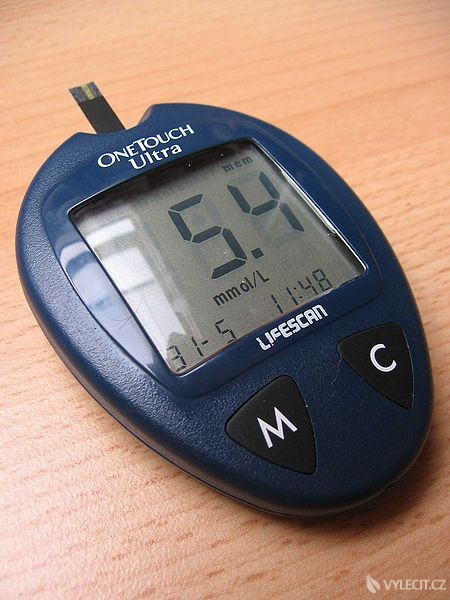 ONETOUCH
Ultra
mem
5.4
mmol/L
31-5 11:48
LIFESCAN
M C
VYLECIT.CZ